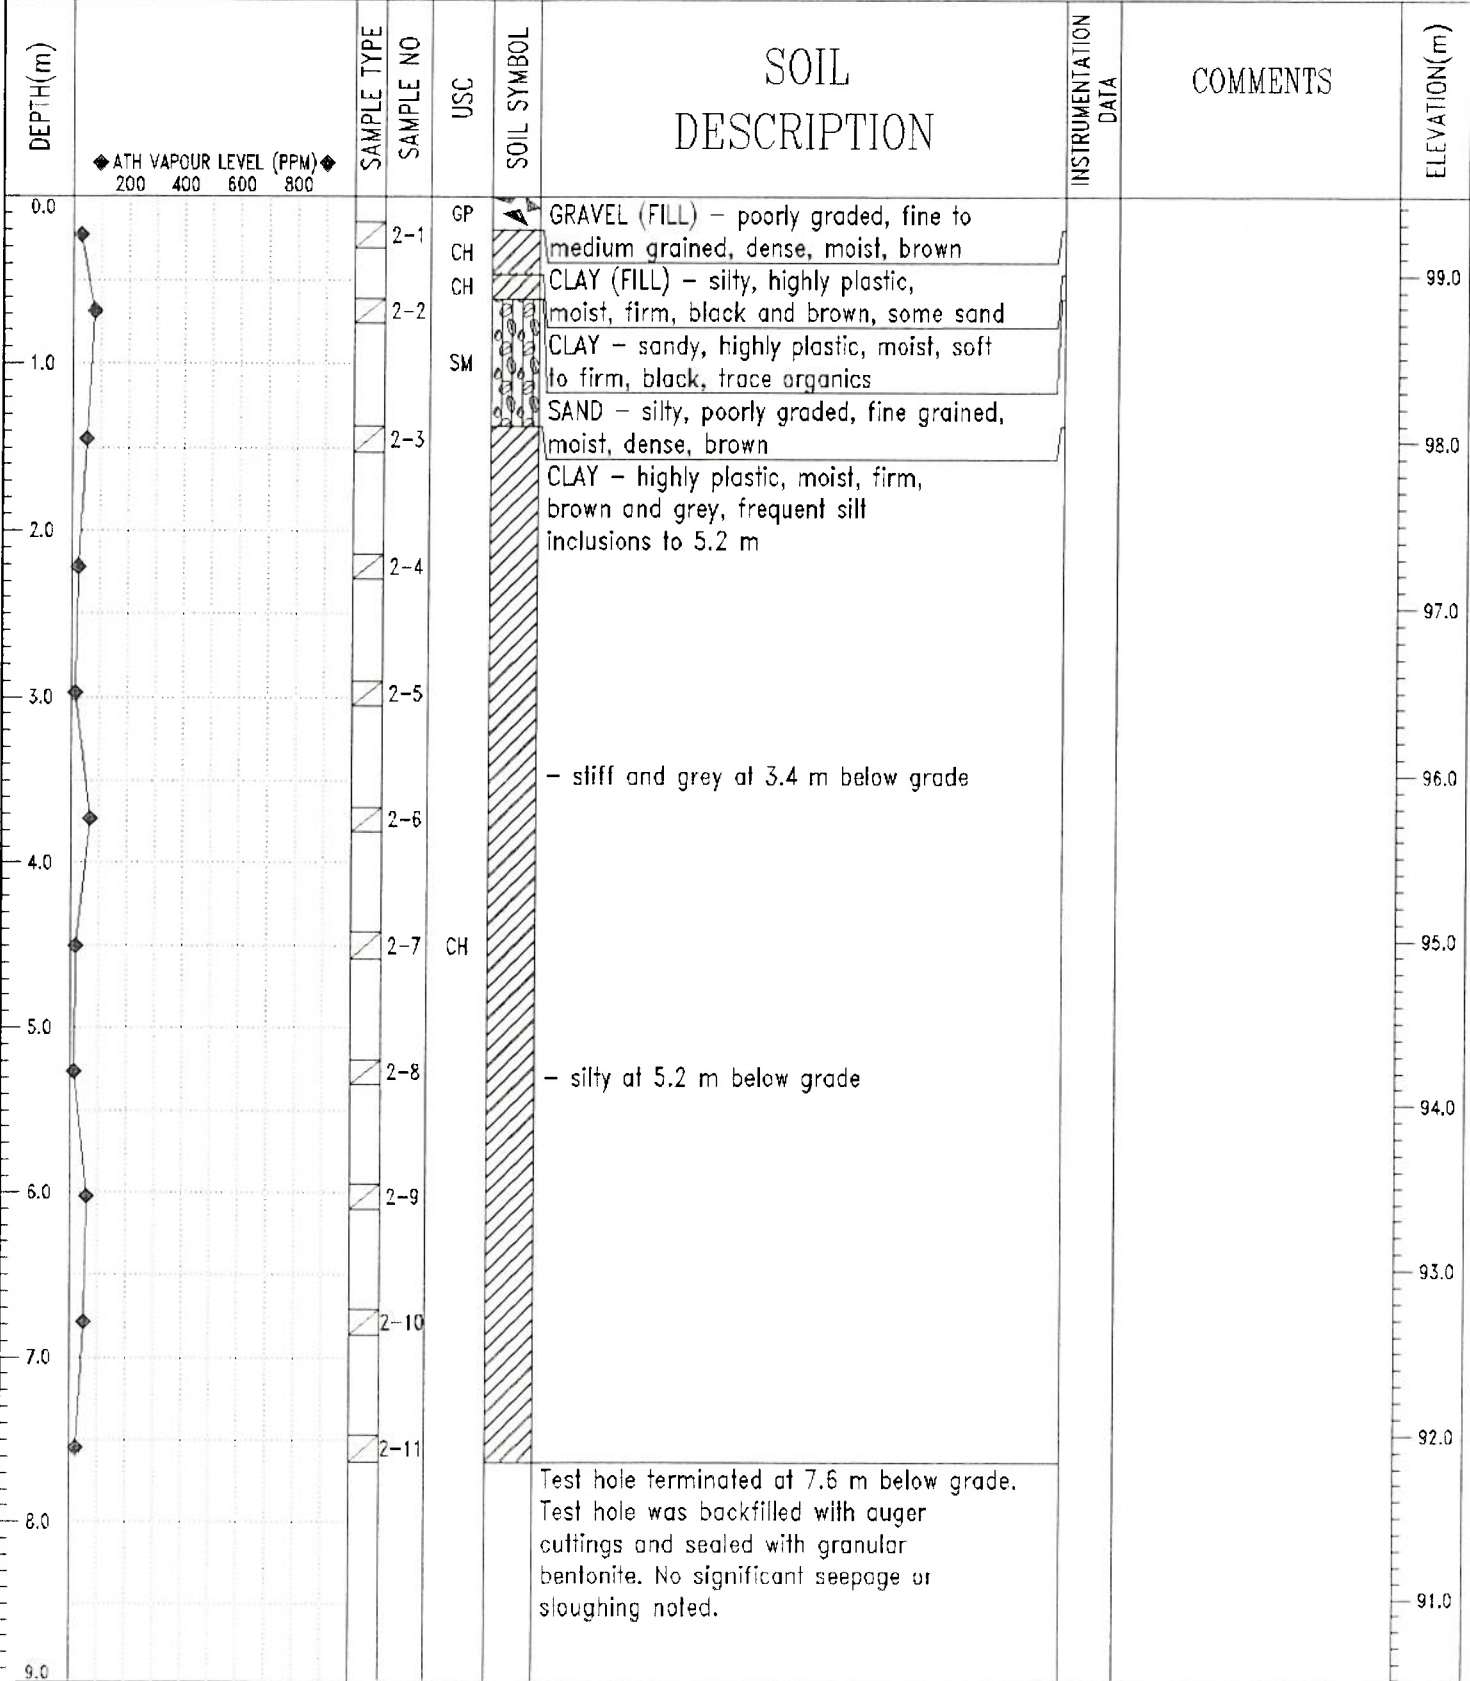 DEPTH(m)
ATH VAPOUR LEVEL (PPM)
200 400 600 800
SAMPLE TYPE
SAMPLE NO
USC
SOIL SYMBOL
SOIL
DESCRIPTION
INSTRUMENTATION
DATA
COMMENTS
ELEVATION(m)
0.0
GP
GRAVEL (FILL) - poorly graded, fine to
2-1
CH
medium grained, dense, moist, brown
CH
CLAY (FILL) - silty, highly plastic,
99.0
2-2
moist, firm, black and brown, some sand
1.0
SM
CLAY - sandy, highly plastic, moist, soft
to firm, black, trace organics
SAND - silty, poorly graded, fine grained,
2-3
moist, dense, brown
98.0
CLAY - highly plastic, moist, firm,
brown and grey, frequent silt
2.0
inclusions to 5.2 m
2-4
97.0
3.0
2-5
- stiff and grey at 3.4 m below grade
96.0
2-6
4.0
2-7
CH
95.0
5.0
2-8
- silty at 5.2 m below grade
94.0
6.0
2-9
93.0
2-10
7.0
2-11
92.0
Test hole terminated at 7.6 m below grade.
Test hole was backfilled with auger
8.0
cuttings and sealed with granular
bentonite. No significant seepage or
sloughing noted.
91.0
9.0